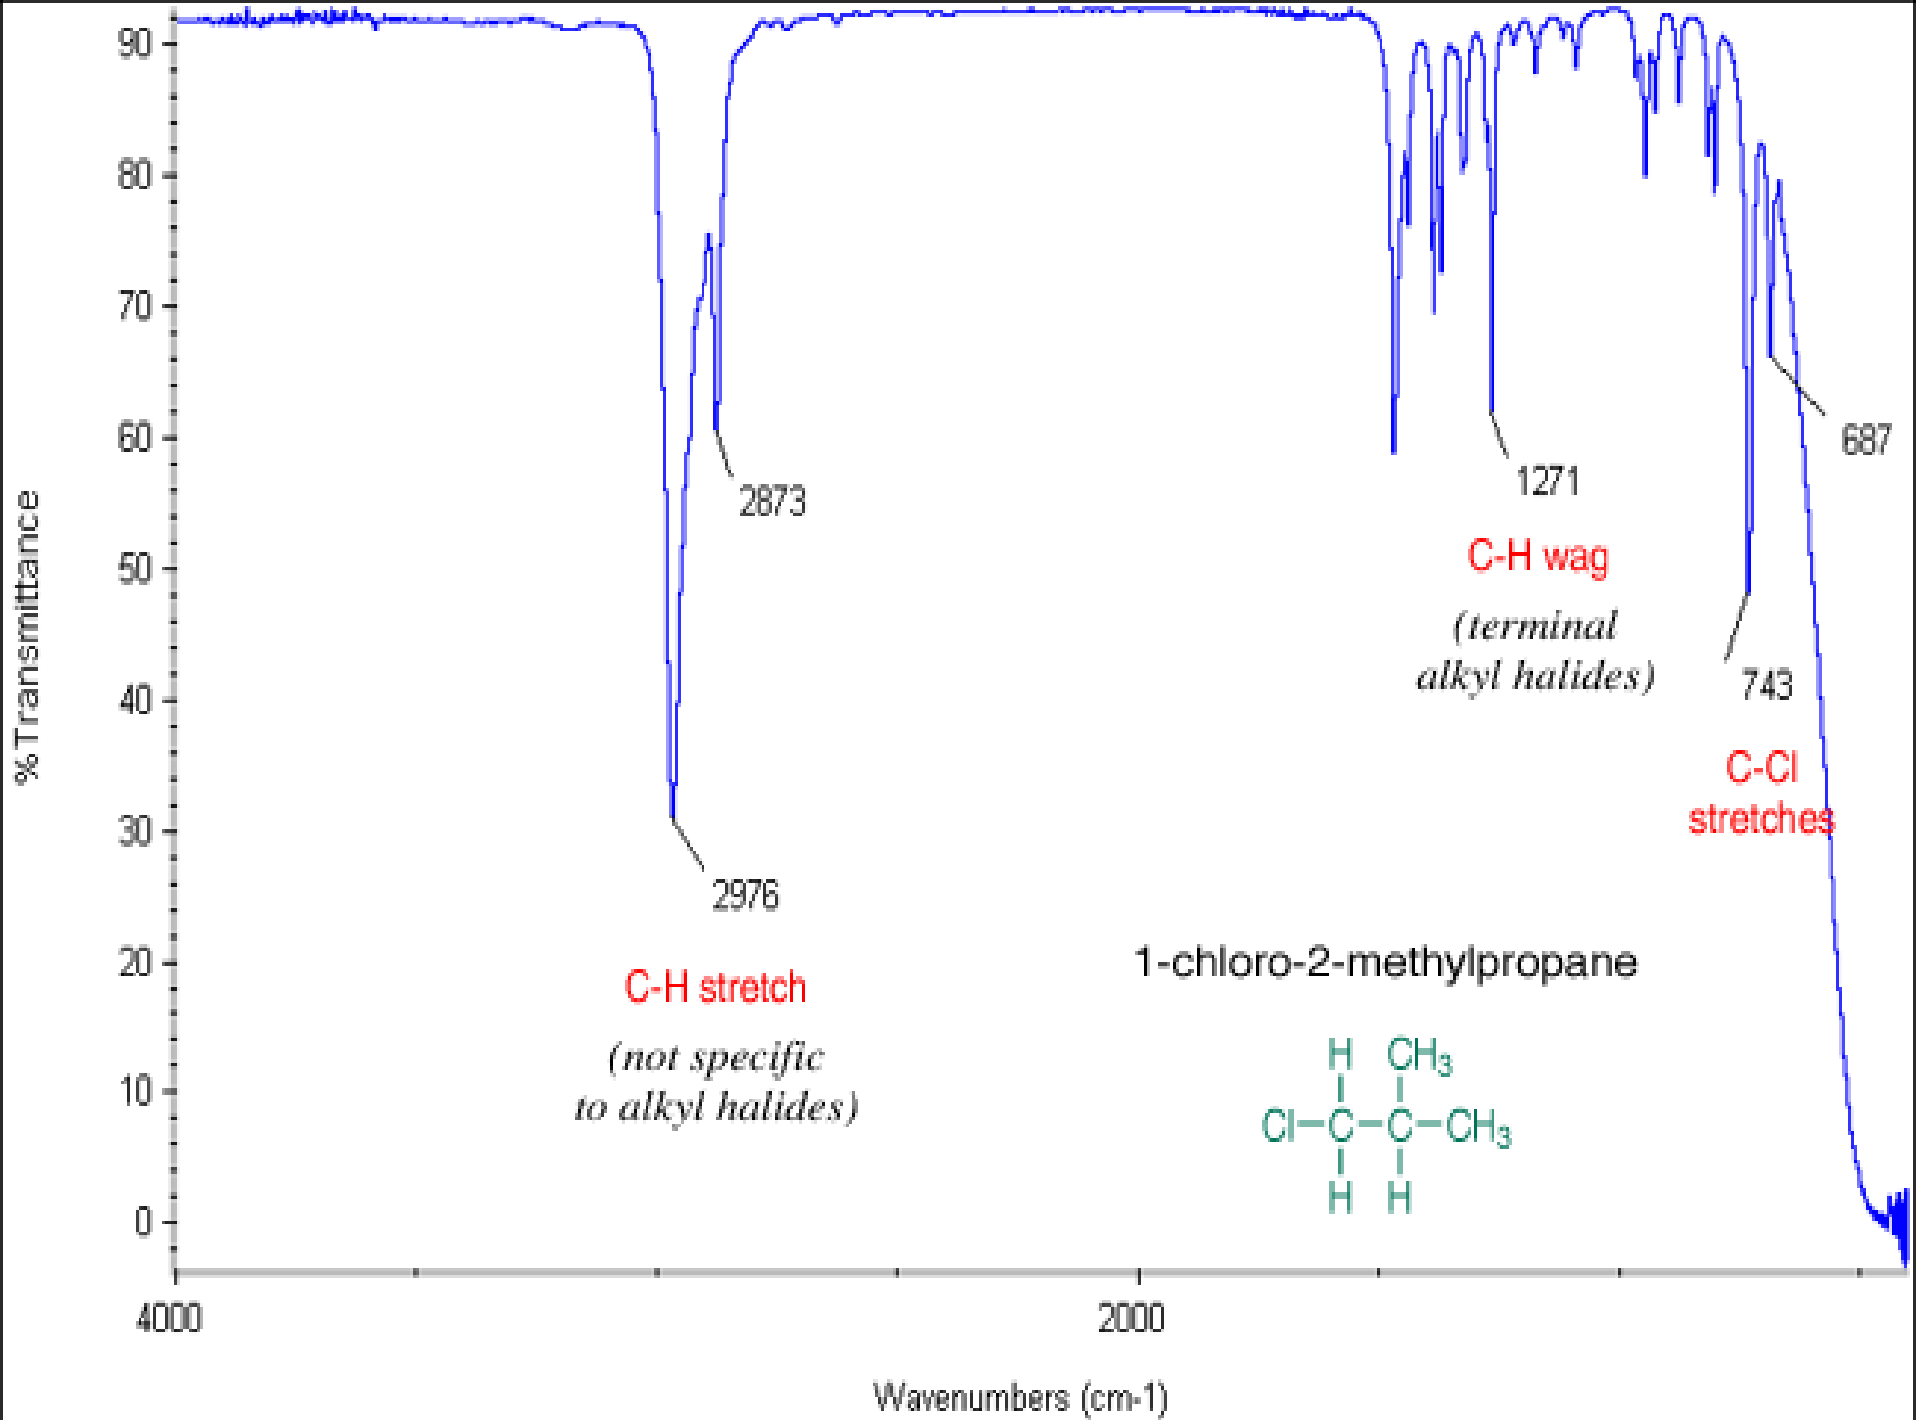 90
80
70
60
50
40
30
20
10
0
%Transmittance
4000
2000
Wavenumbers (cm-1)
2873
2976
C-H stretch
(not specific
to alkyl halides)
1271
C-H wag
(terminal
alkyl halides)
687
743
C-Cl
stretches
1-chloro-2-methylpropane
H CH3
Cl-C-C-CH3
H H